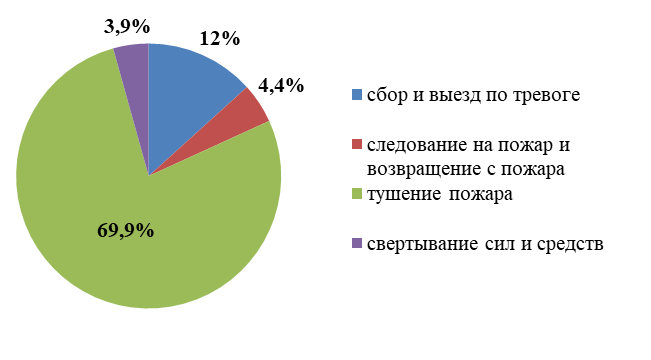 3,9%
12%
4,4%
69,9%
сбор и выезд по тревоге
следование на пожар и
возвращение с пожара
тушение пожара
свертывание сил и средств